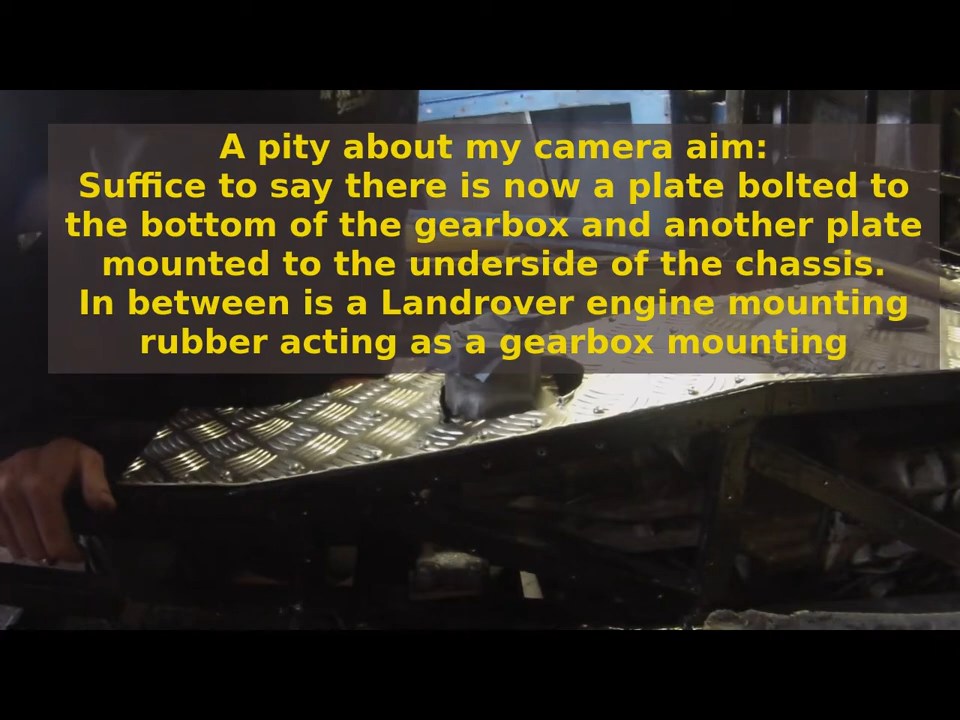 A pity about my camera aim:
Suffice to say there is now a plate bolted to
the bottom of the gearbox and another plate
mounted to the underside of the chassis.
In between is a Landrover engine mounting
rubber acting as a gearbox mounting